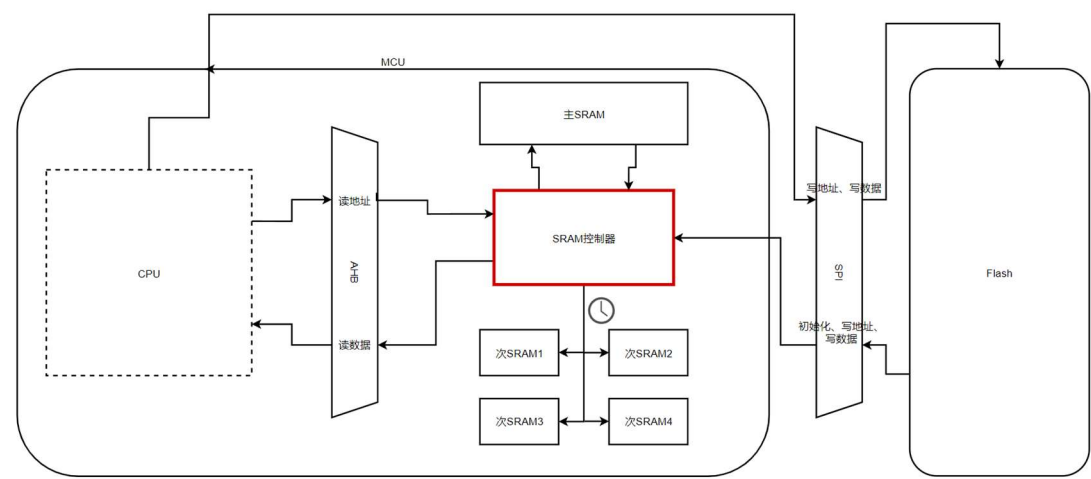 MCU
主SRAM
读地址
写地址、写数据
SRAM控制器
CPU
AHB
SPI
Flash
初始化、写地址、
写数据
读数据
次SRAM1
次SRAM2
次SRAM3
次SRAM4